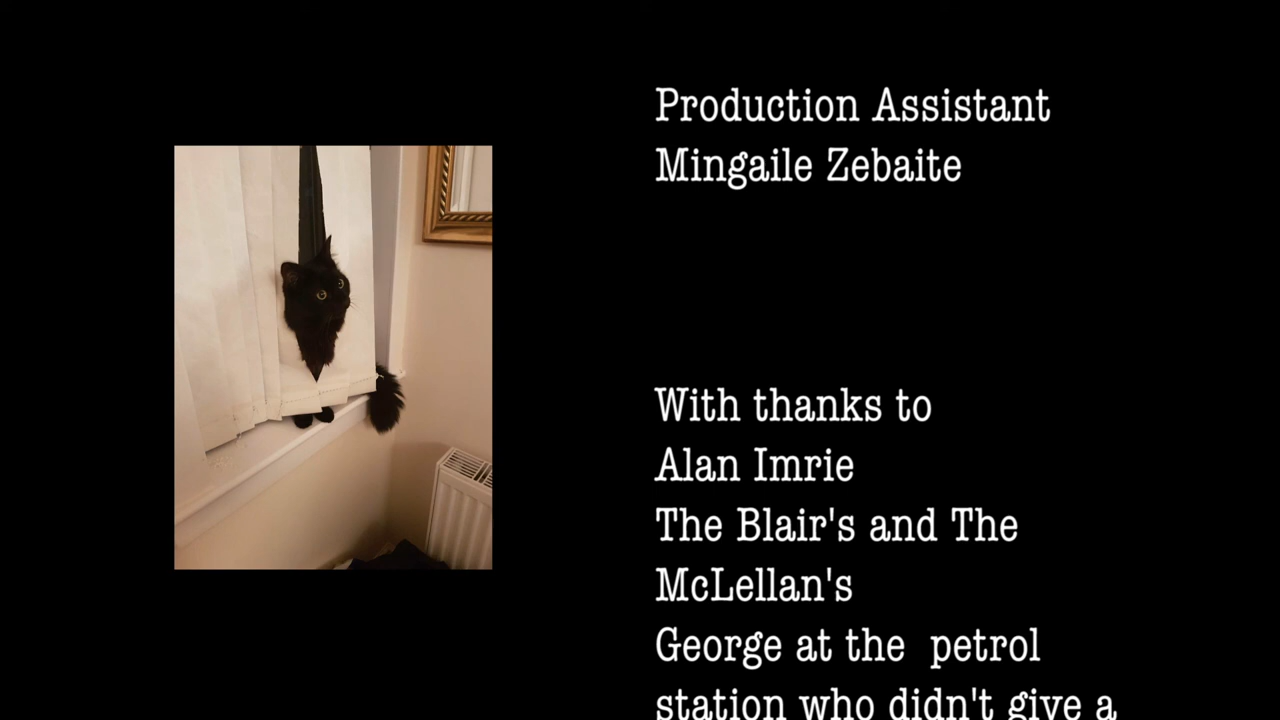 Production Assistant
Mingaile Zebaite
With thanks to
Alan Imrie
The Blair's and The
McLellan's
George at the  petrol
station who didn't give a